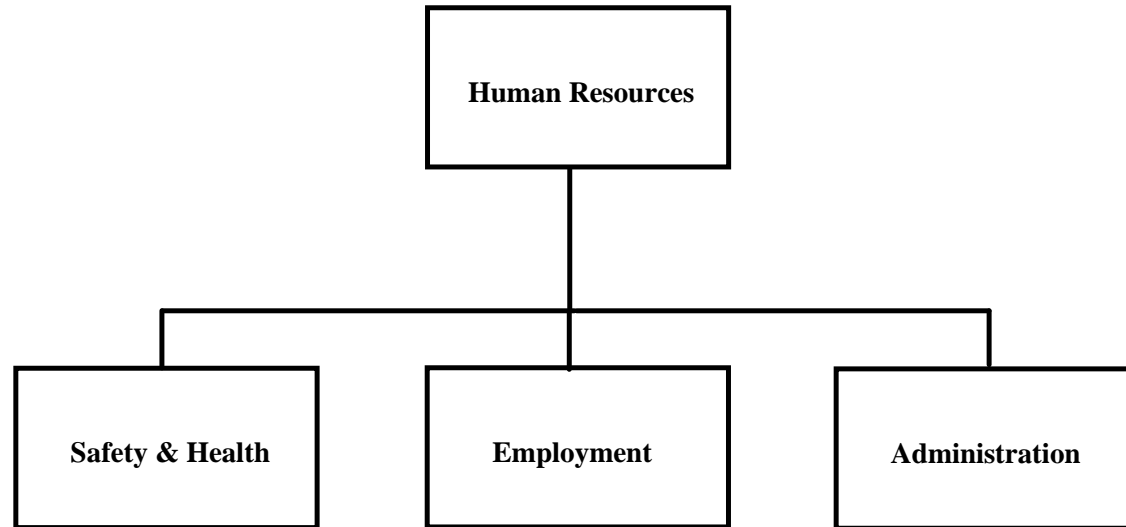 Human Resources
Safety & Health
Employment
Administration